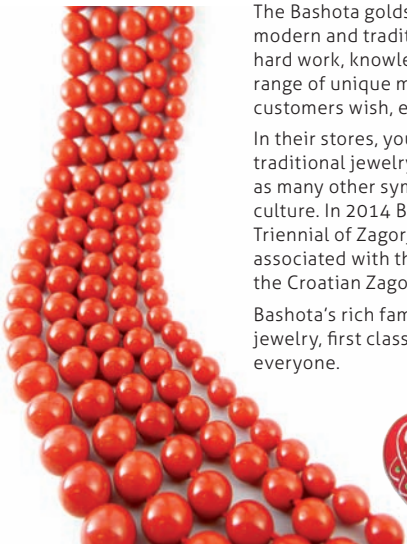 The Bashota golds
modern and tradit
hard work, knowle
range of unique m
customers wish, e
In their stores, you
traditional jewelry
as many other sym
culture. In 2014 B
Triennial of Zagor
associated with th
the Croatian Zago
Bashota's rich fam
jewelry, first class
everyone.